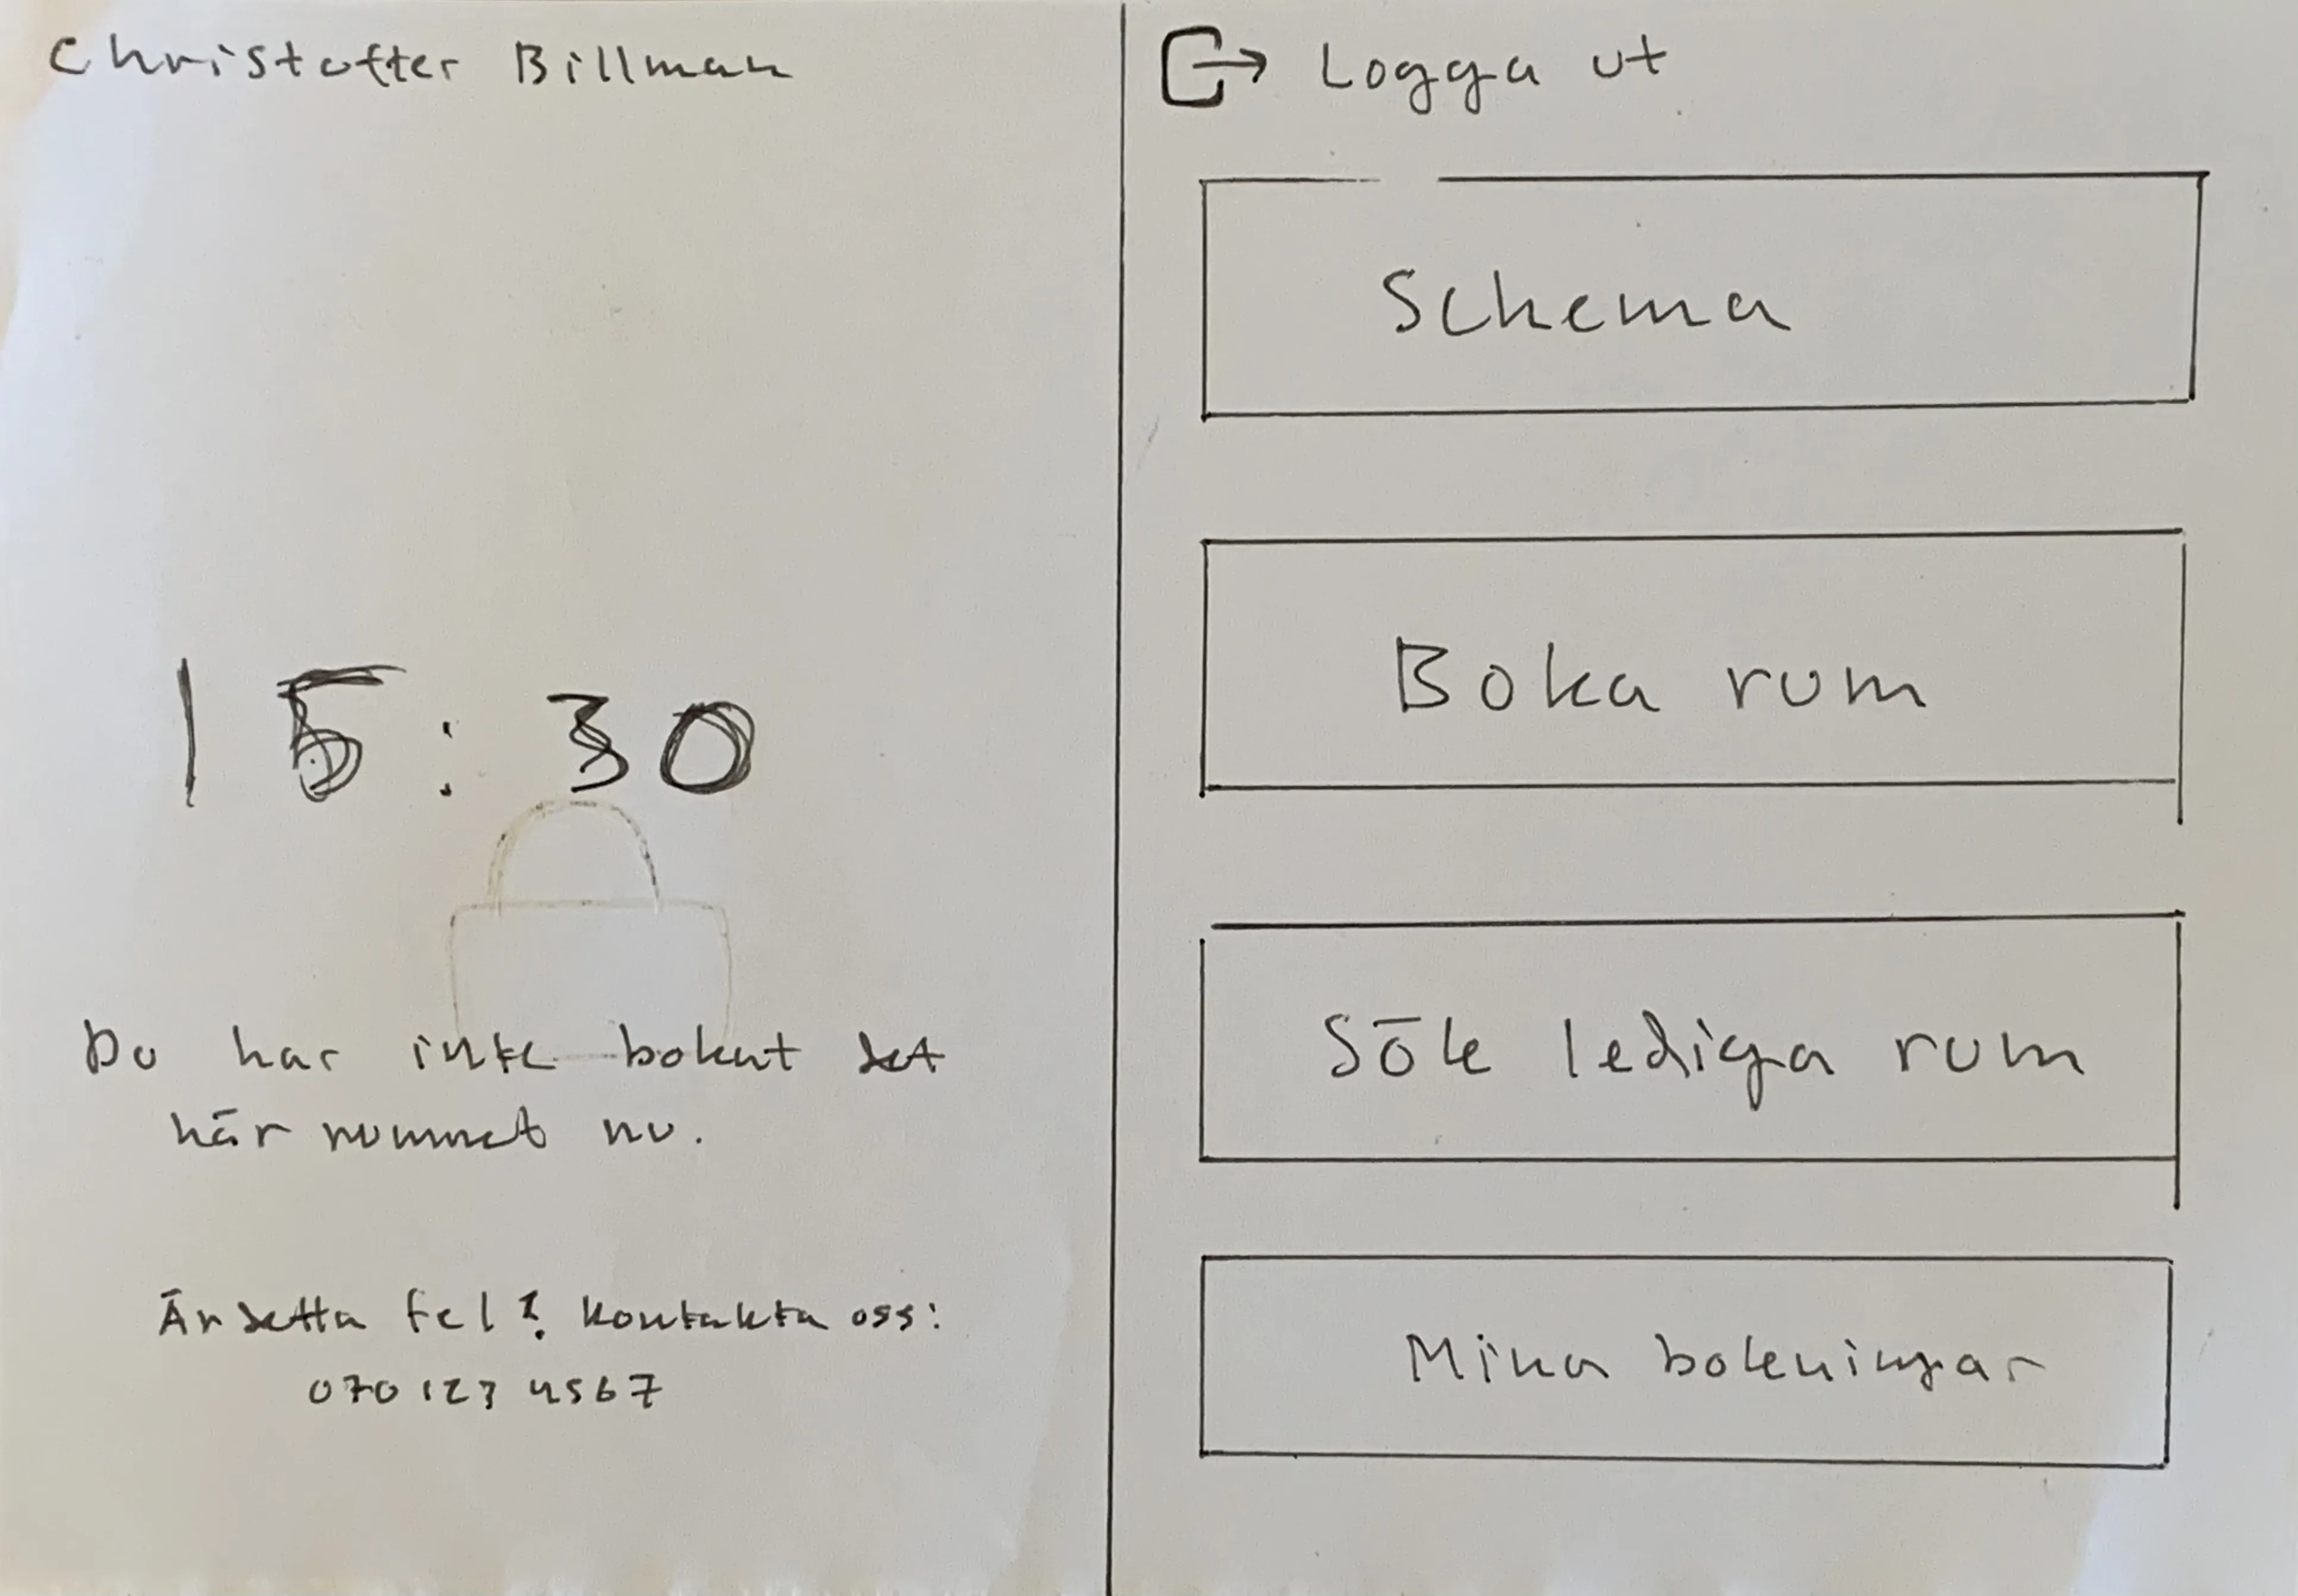 Christoffer Billman
15:30
Du har inte bokat det
här rummet nu.
Är detta fel? Kontakta oss:
070 123 4567
Logga ut
Schema
Boka rum
Sök lediga rum
Mina bokningar